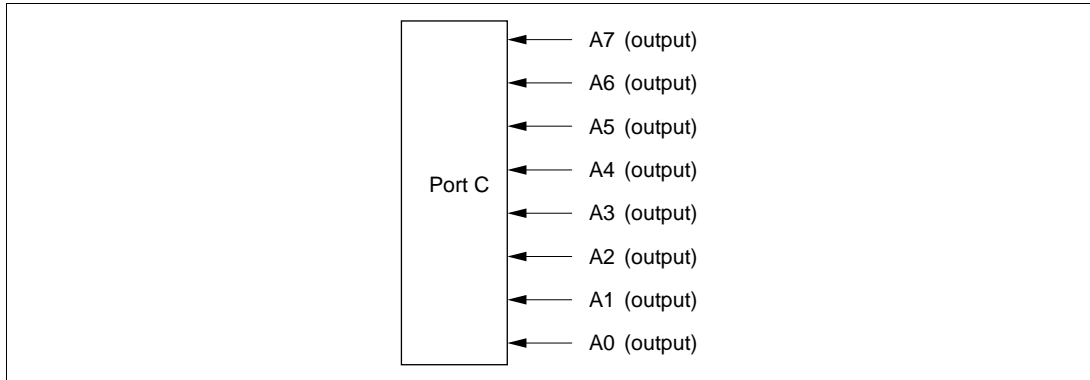 A7 (output)
A6 (output)
A5 (output)
A4 (output)
Port C
A3 (output)
A2 (output)
A1 (output)
A0 (output)